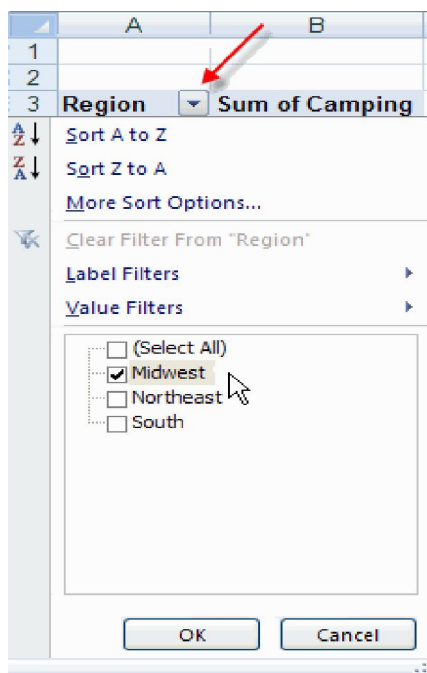 A B
1
2
3 Region Sum of Camping
A Z Sort A to Z
Z A Sort Z to A
More Sort Options...
Clear Filter From "Region"
Label Filters
Value Filters
(Select All)
Midwest
Northeast
South
OK Cancel